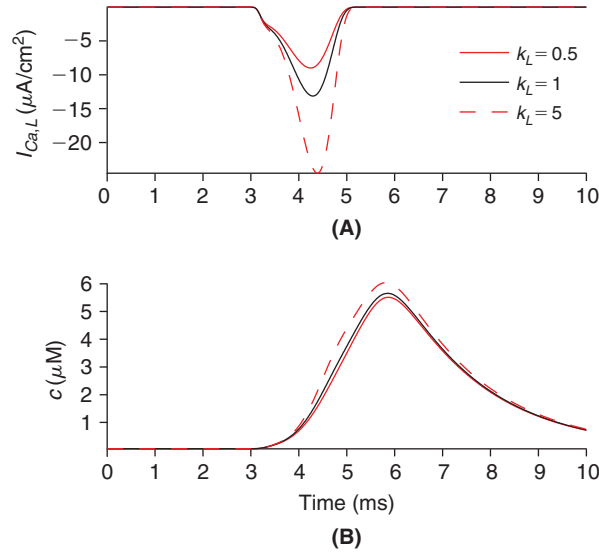 I_{Ca,L} (μA/cm²)
−5
−10
−15
−20
k_L = 0.5
k_L = 1
k_L = 5
0 1 2 3 4 5 6 7 8 9 10
(A)
c (μM)
6
5
4
3
2
1
0 1 2 3 4 5 6 7 8 9 10
Time (ms)
(B)